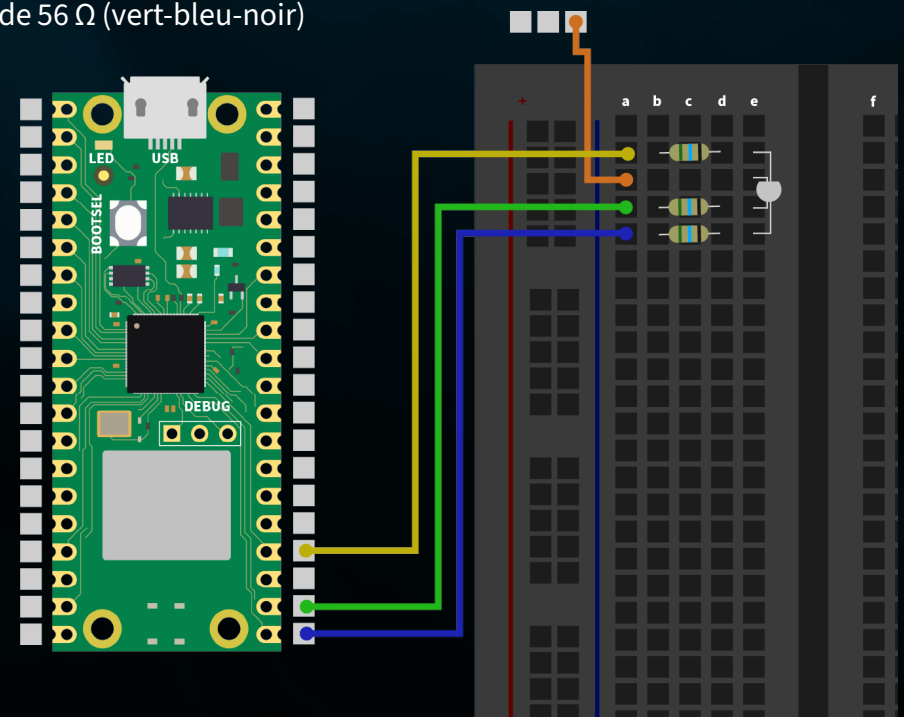 de 56 Ω (vert-bleu-noir)
+ a b c d e f
LED USB
BOOTSEL
DEBUG